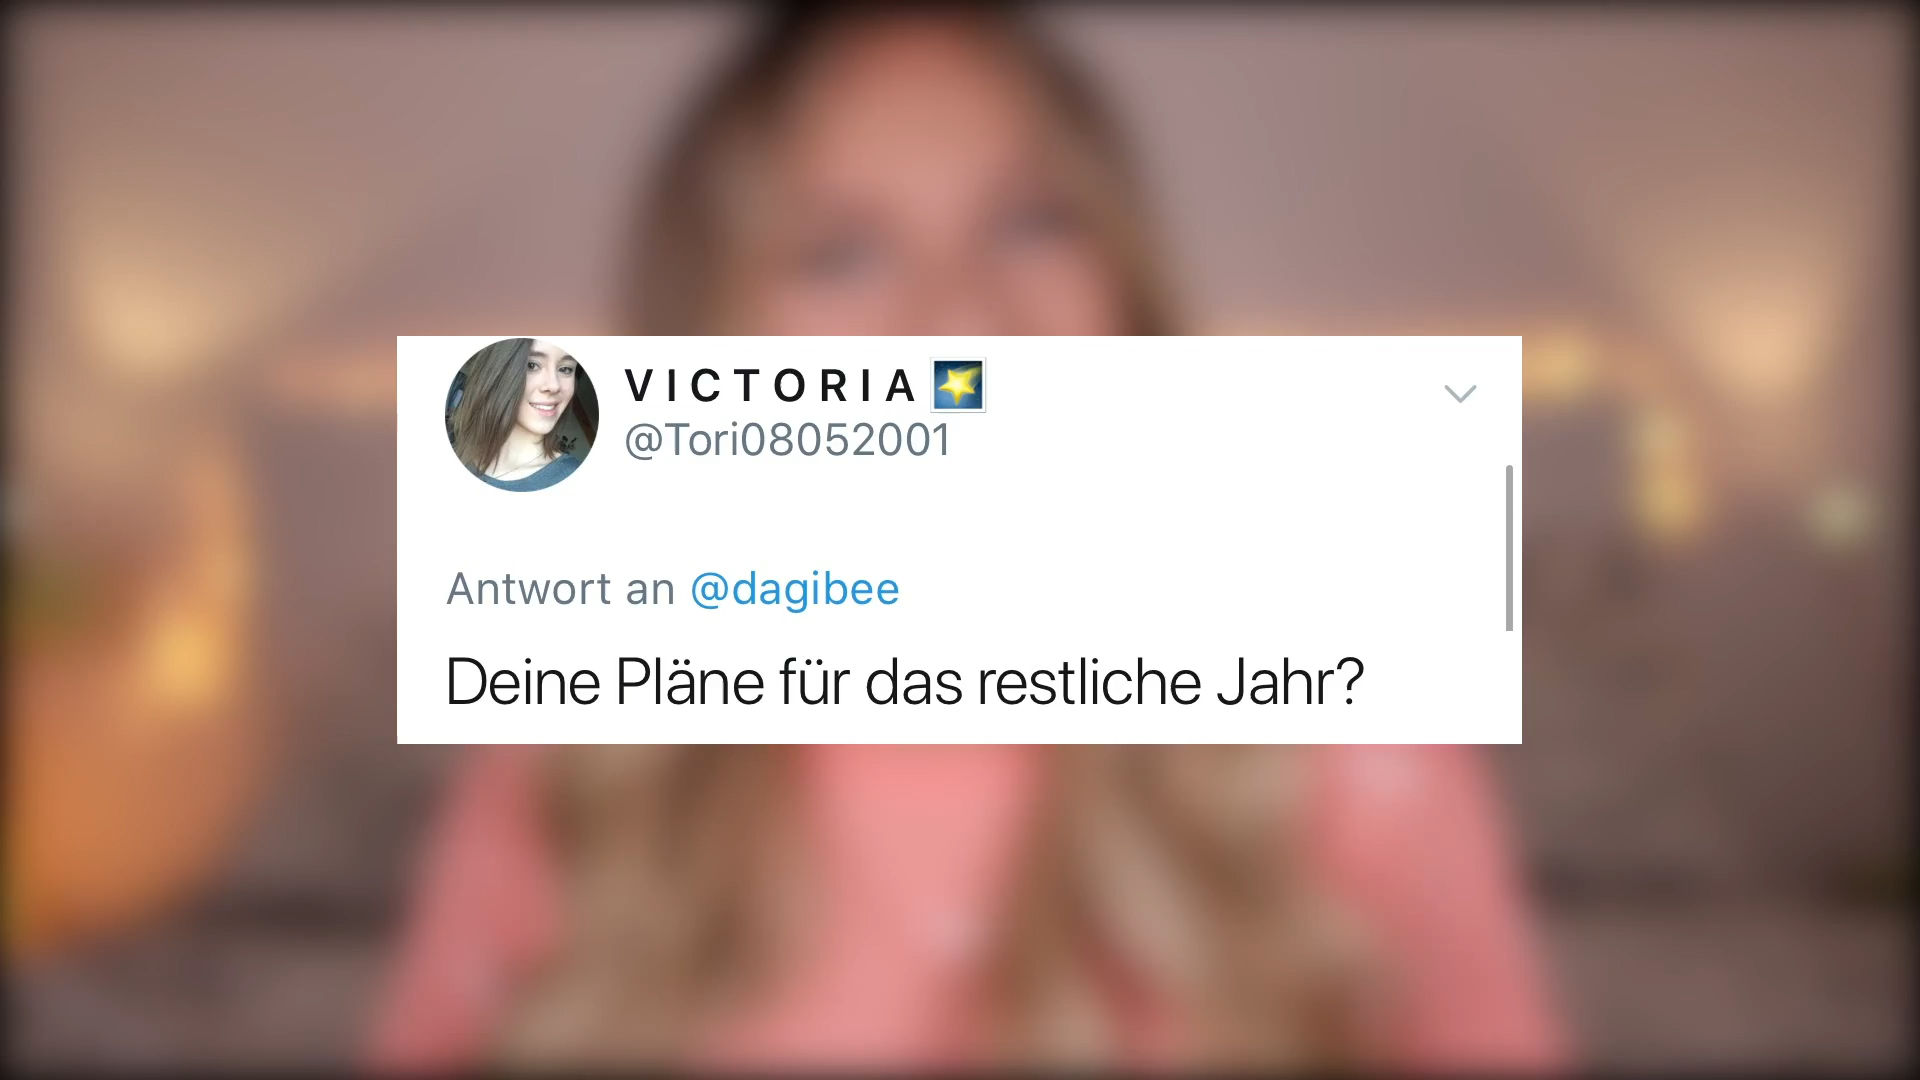 VICTORIA🌠
@Tori08052001
Antwort an @dagibee
Deine Pläne für das restliche Jahr?